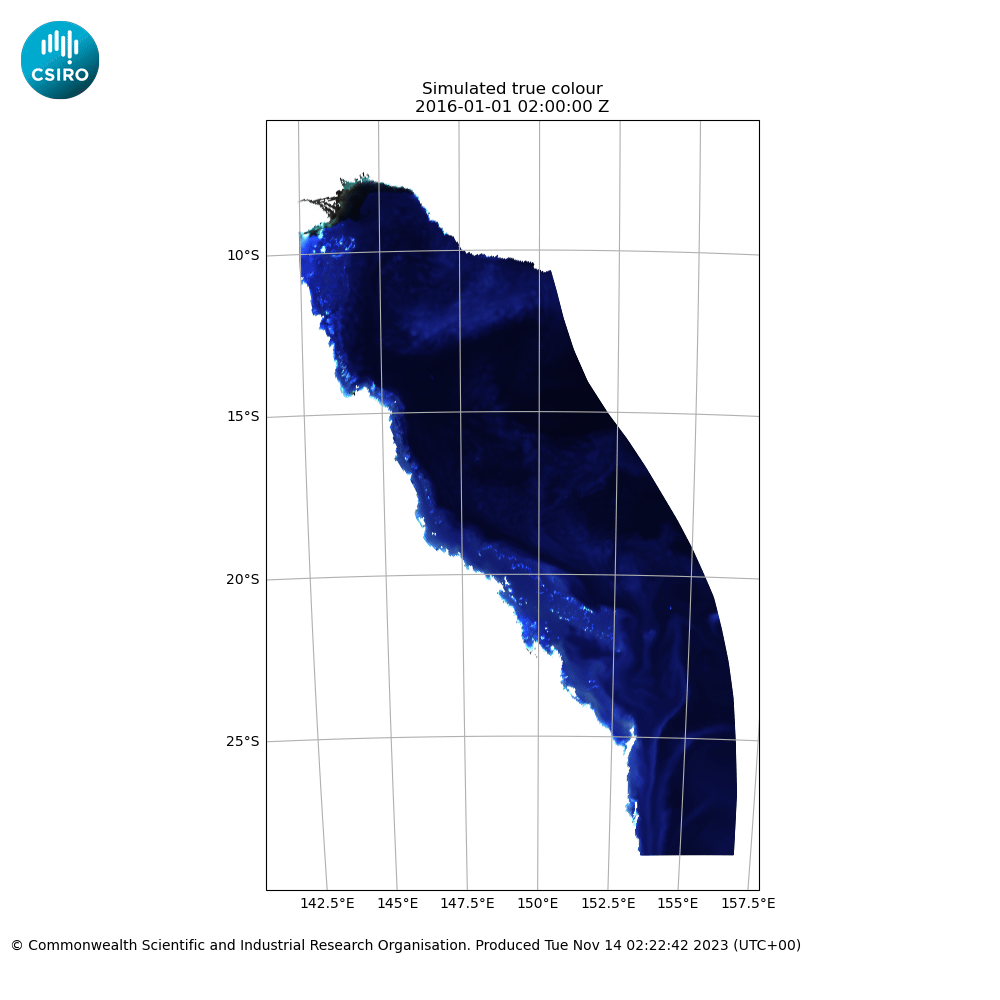 CSIRO
Simulated true colour
2016-01-01 02:00:00 Z
10°S
15°S
20°S
25°S
142.5°E 145°E 147.5°E 150°E 152.5°E 155°E 157.5°E
© Commonwealth Scientific and Industrial Research Organisation. Produced Tue Nov 14 02:22:42 2023 (UTC+00)